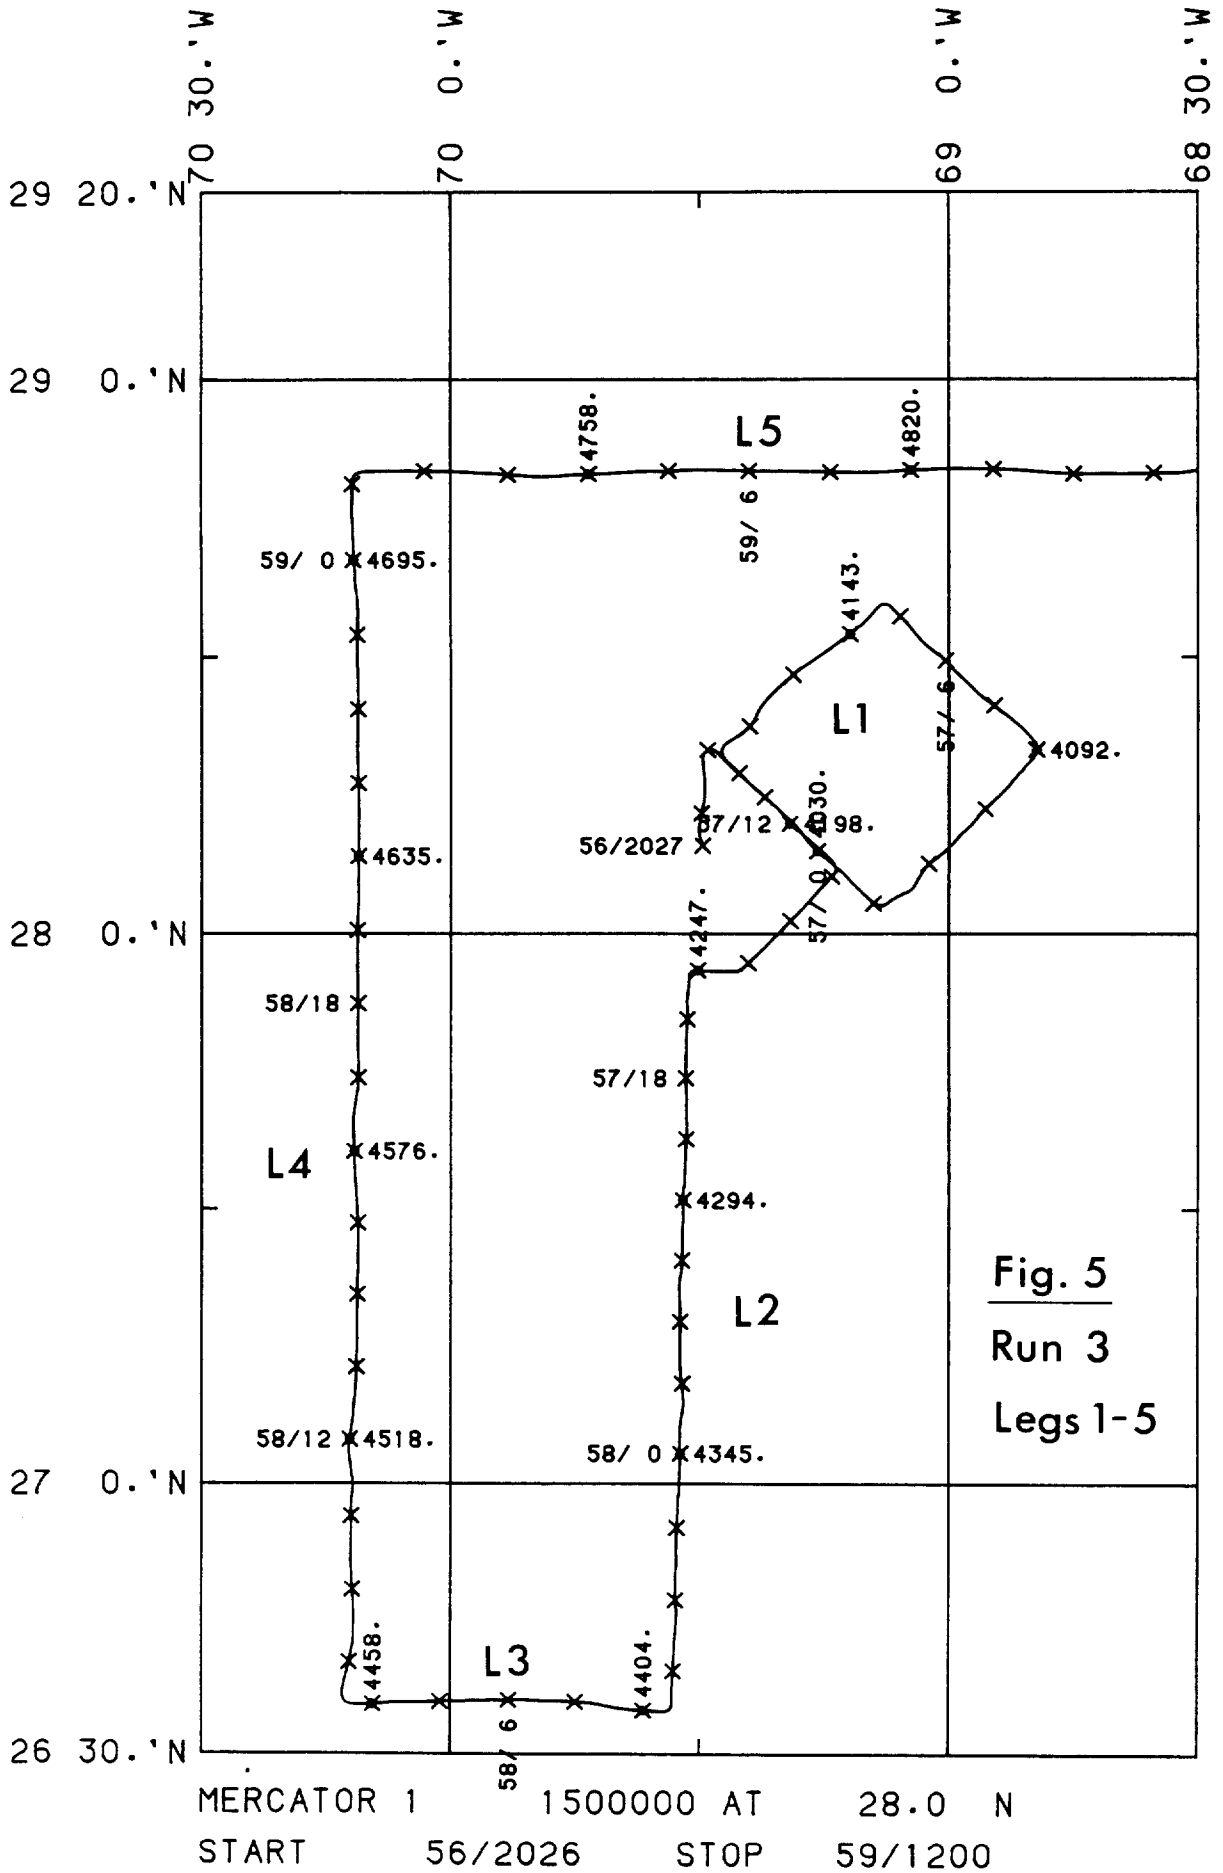 70 30.'W
70 0.'W
69 0.'W
68 30.'W
29 20.'N
29 0.'N
4758.
L5
4820.
59/ 6
59/ 0 4695.
4143.
L1
57/ 6
4092.
4030.
57/12 4198.
56/2027
4635.
57/ 0
4247.
28 0.'N
58/18
57/18
L4
4576.
4294.
Fig. 5
L2
Run 3
Legs 1-5
58/12 4518.
58/ 0 4345.
27 0.'N
4458.
L3
4404.
58/ 6
26 30.'N
MERCATOR 1 1500000 AT 28.0 N
START 56/2026 STOP 59/1200